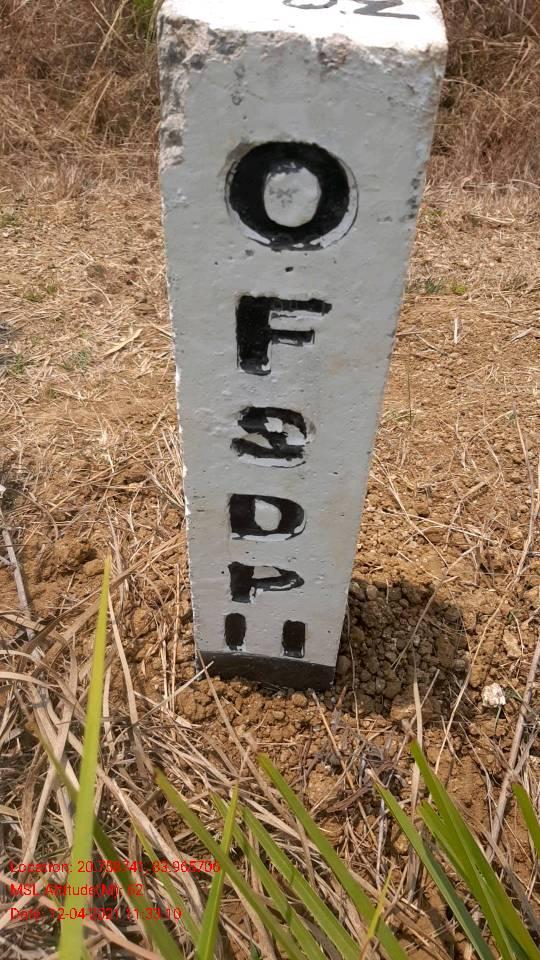 O
F
S
D
P
II
Location: 20.758741, 83.965706
MSL Altitude(M): 62
Date: 12-04-2021 11:33:10